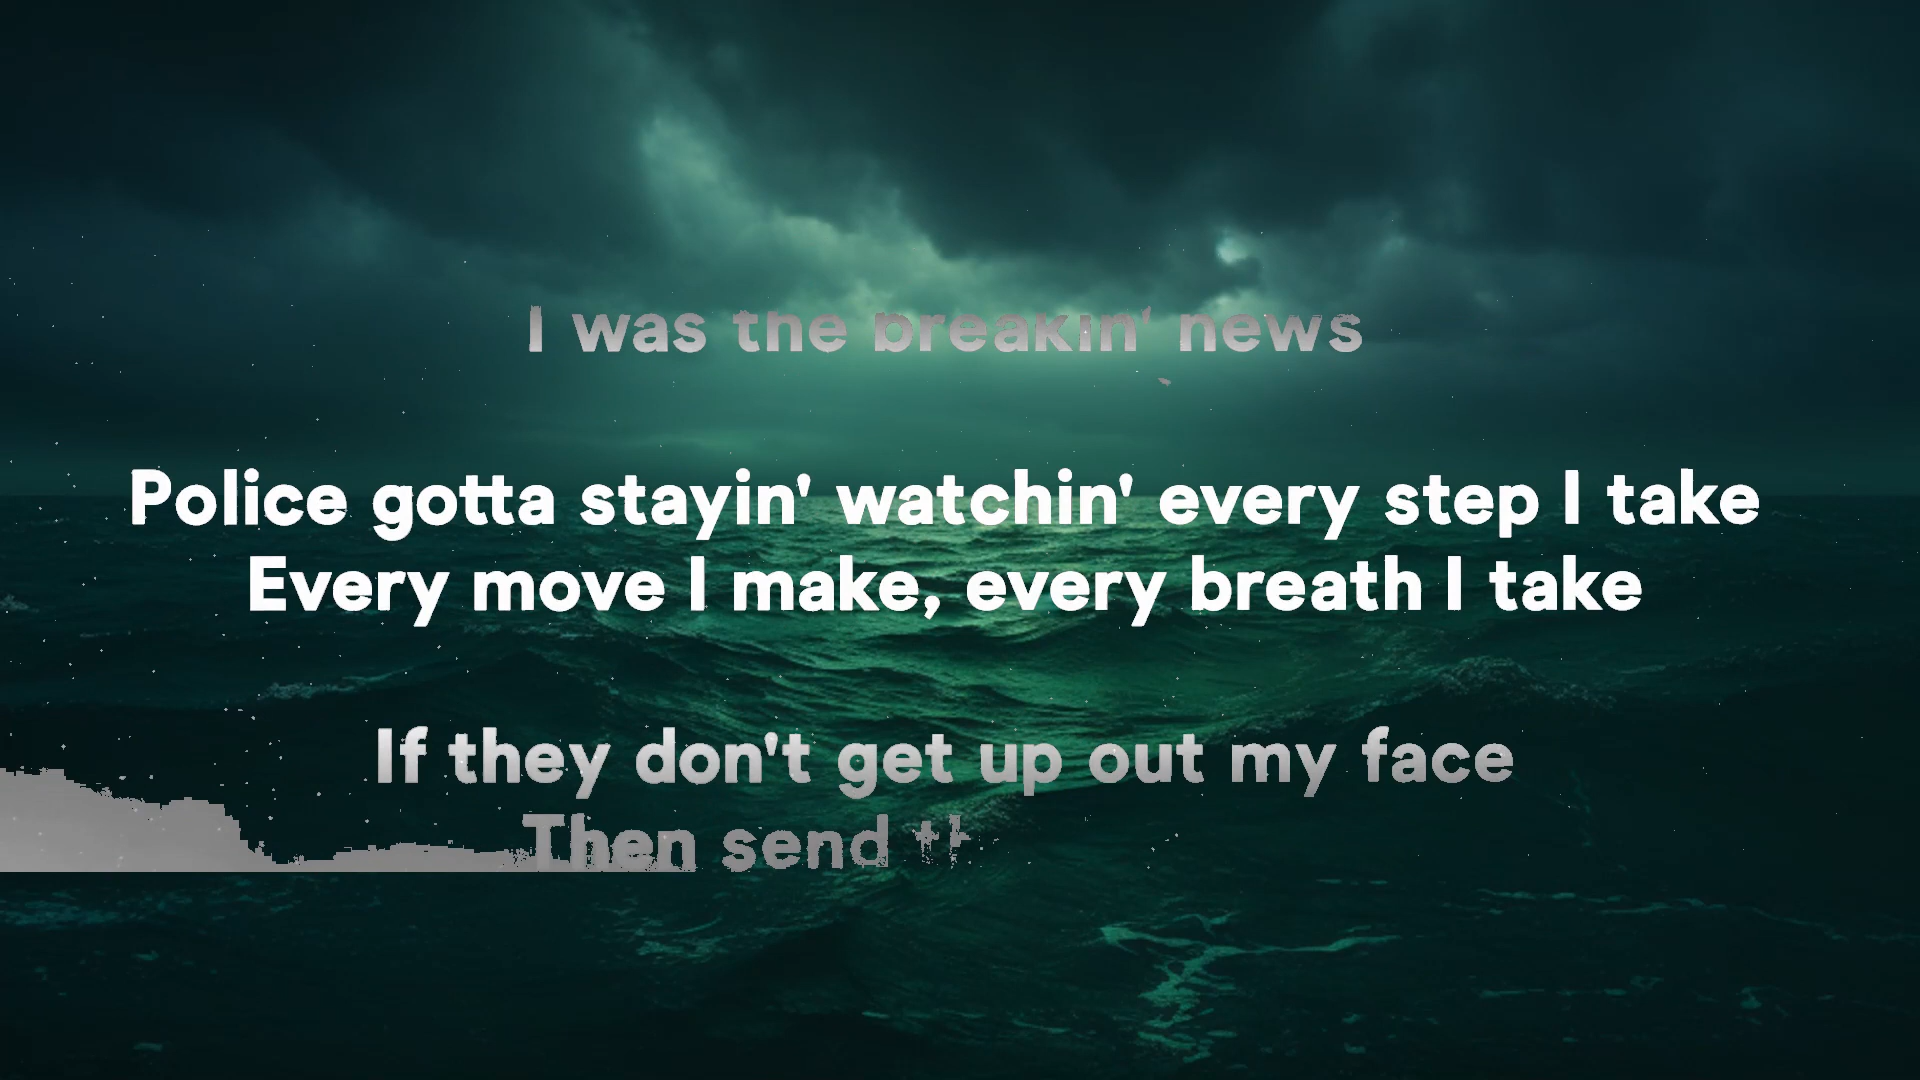 I was the breakin' news
Police gotta stayin' watchin' every step I take
Every move I make, every breath I take
If they don't get up out my face
Then send